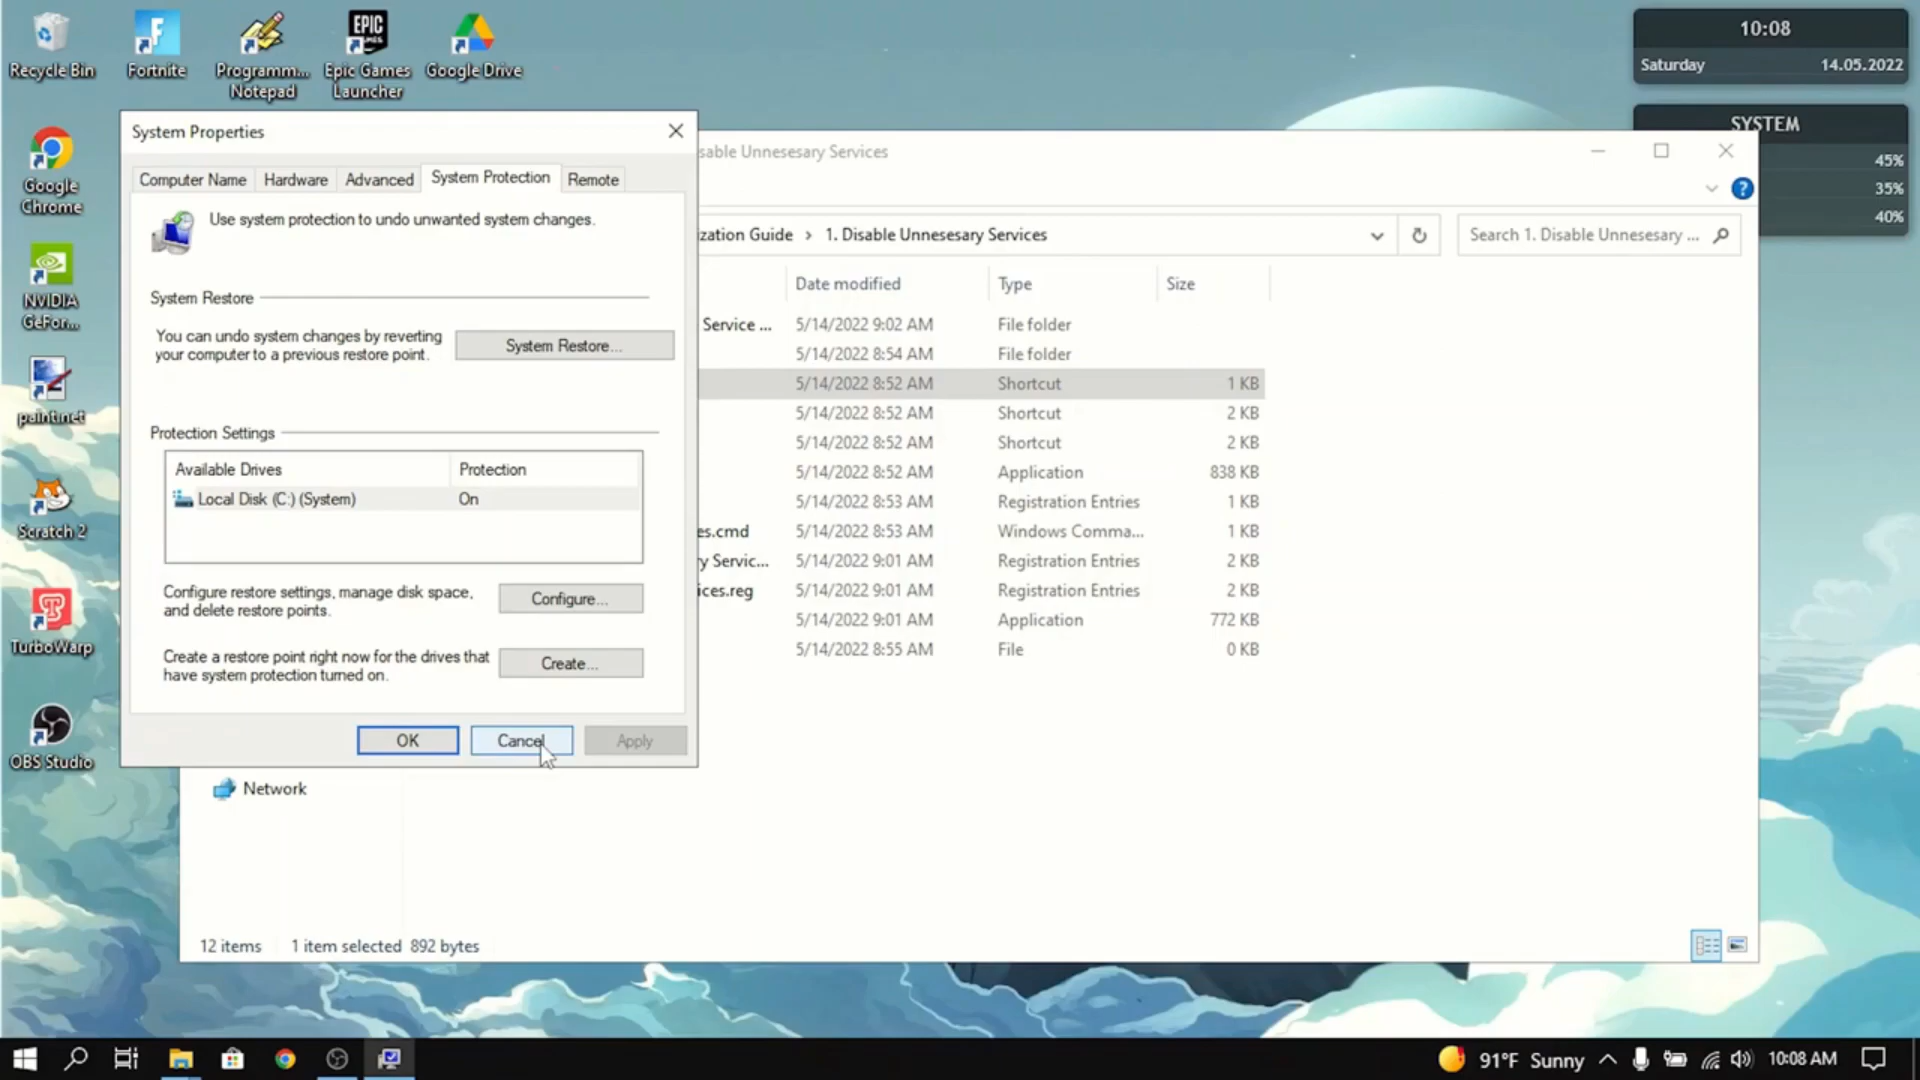 Recycle Bin
Fortnite
Programm...
Notepad
EPIC
GAMES
Epic Games
Launcher
Google Drive
Google
Chrome
NVIDIA
GeFor...
paint.net
Scratch 2
TurboWarp
OBS Studio
10:08
Saturday 14.05.2022
SYSTEM
45%
35%
40%
System Properties
Computer Name Hardware Advanced System Protection Remote
Use system protection to undo unwanted system changes.
System Restore
You can undo system changes by reverting
your computer to a previous restore point.
System Restore...
Protection Settings
Available Drives Protection
Local Disk (C:) (System) On
Configure restore settings, manage disk space,
and delete restore points.
Configure...
Create a restore point right now for the drives that
have system protection turned on.
Create...
OK Cancel Apply
sable Unnesesary Services
ization Guide > 1. Disable Unnesesary Services
Search 1. Disable Unnesesary ...
Date modified Type Size
Service ... 5/14/2022 9:02 AM File folder
5/14/2022 8:54 AM File folder
5/14/2022 8:52 AM Shortcut 1 KB
5/14/2022 8:52 AM Shortcut 2 KB
5/14/2022 8:52 AM Shortcut 2 KB
5/14/2022 8:52 AM Application 838 KB
5/14/2022 8:53 AM Registration Entries 1 KB
es.cmd 5/14/2022 8:53 AM Windows Comma... 1 KB
ry Servic... 5/14/2022 9:01 AM Registration Entries 2 KB
ices.reg 5/14/2022 9:01 AM Registration Entries 2 KB
5/14/2022 9:01 AM Application 772 KB
5/14/2022 8:55 AM File 0 KB
Network
12 items 1 item selected 892 bytes
91°F Sunny 10:08 AM